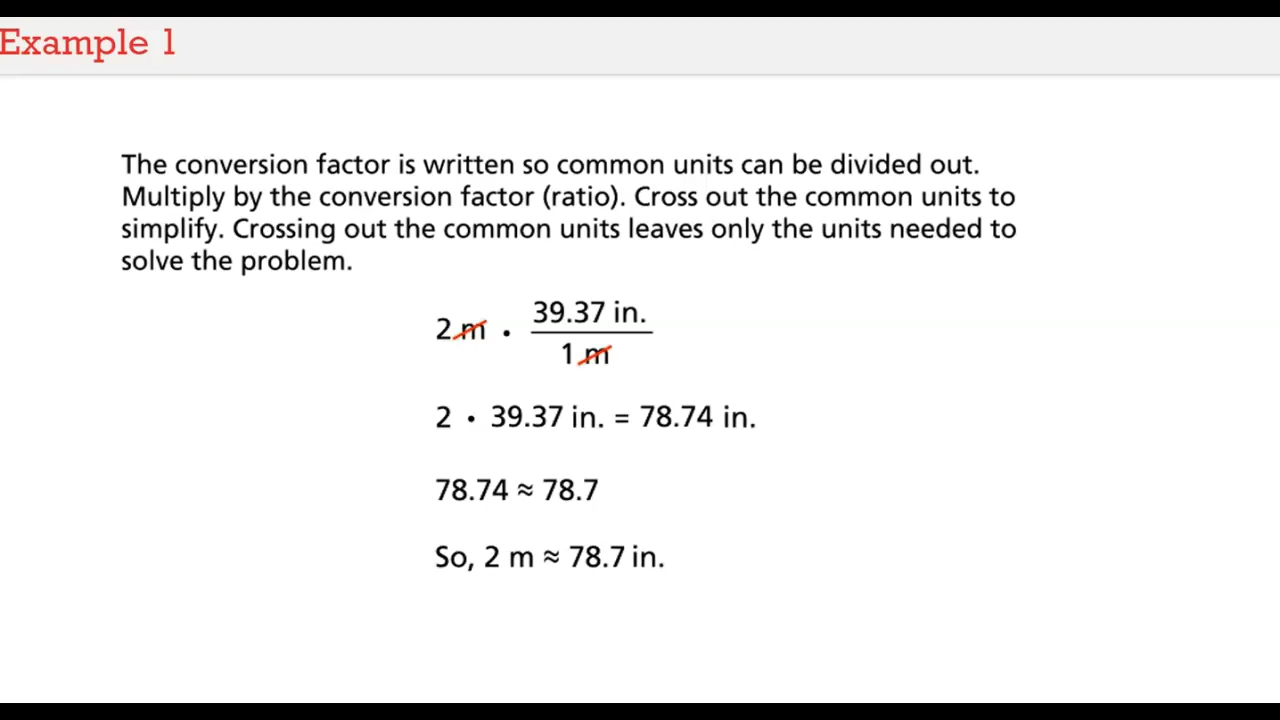 Example 1
The conversion factor is written so common units can be divided out.
Multiply by the conversion factor (ratio). Cross out the common units to
simplify. Crossing out the common units leaves only the units needed to
solve the problem.
2 m · 39.37 in.
1 m
2 · 39.37 in. = 78.74 in.
78.74 ≈ 78.7
So, 2 m ≈ 78.7 in.